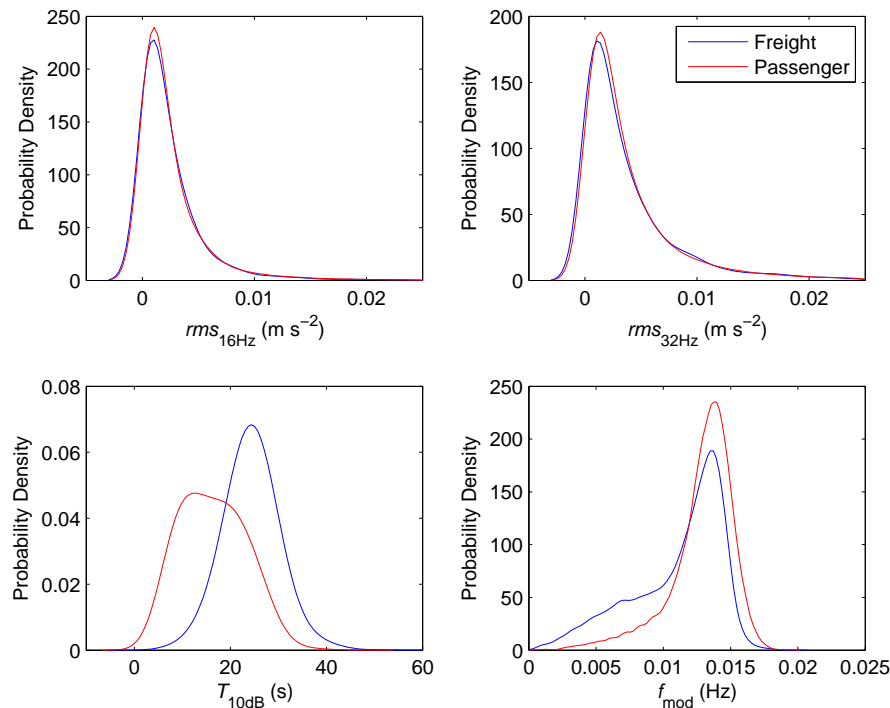 250
200
150
100
50
0
Probability Density
0 0.01 0.02
rms16Hz (m s−2)
200
150
100
50
0
Probability Density
0 0.01 0.02
rms32Hz (m s−2)
Freight
Passenger
0.08
0.06
0.04
0.02
0
Probability Density
0 20 40 60
T10dB (s)
250
200
150
100
50
0
Probability Density
0 0.005 0.01 0.015 0.02 0.025
fmod (Hz)